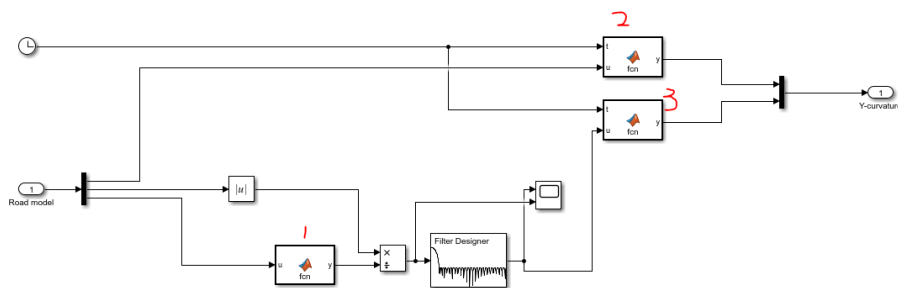 2
t
u
y
fcn
3
t
u
y
fcn
1
Y-curvature
1
Road model
|u|
1
u
y
fcn
×
÷
Filter Designer